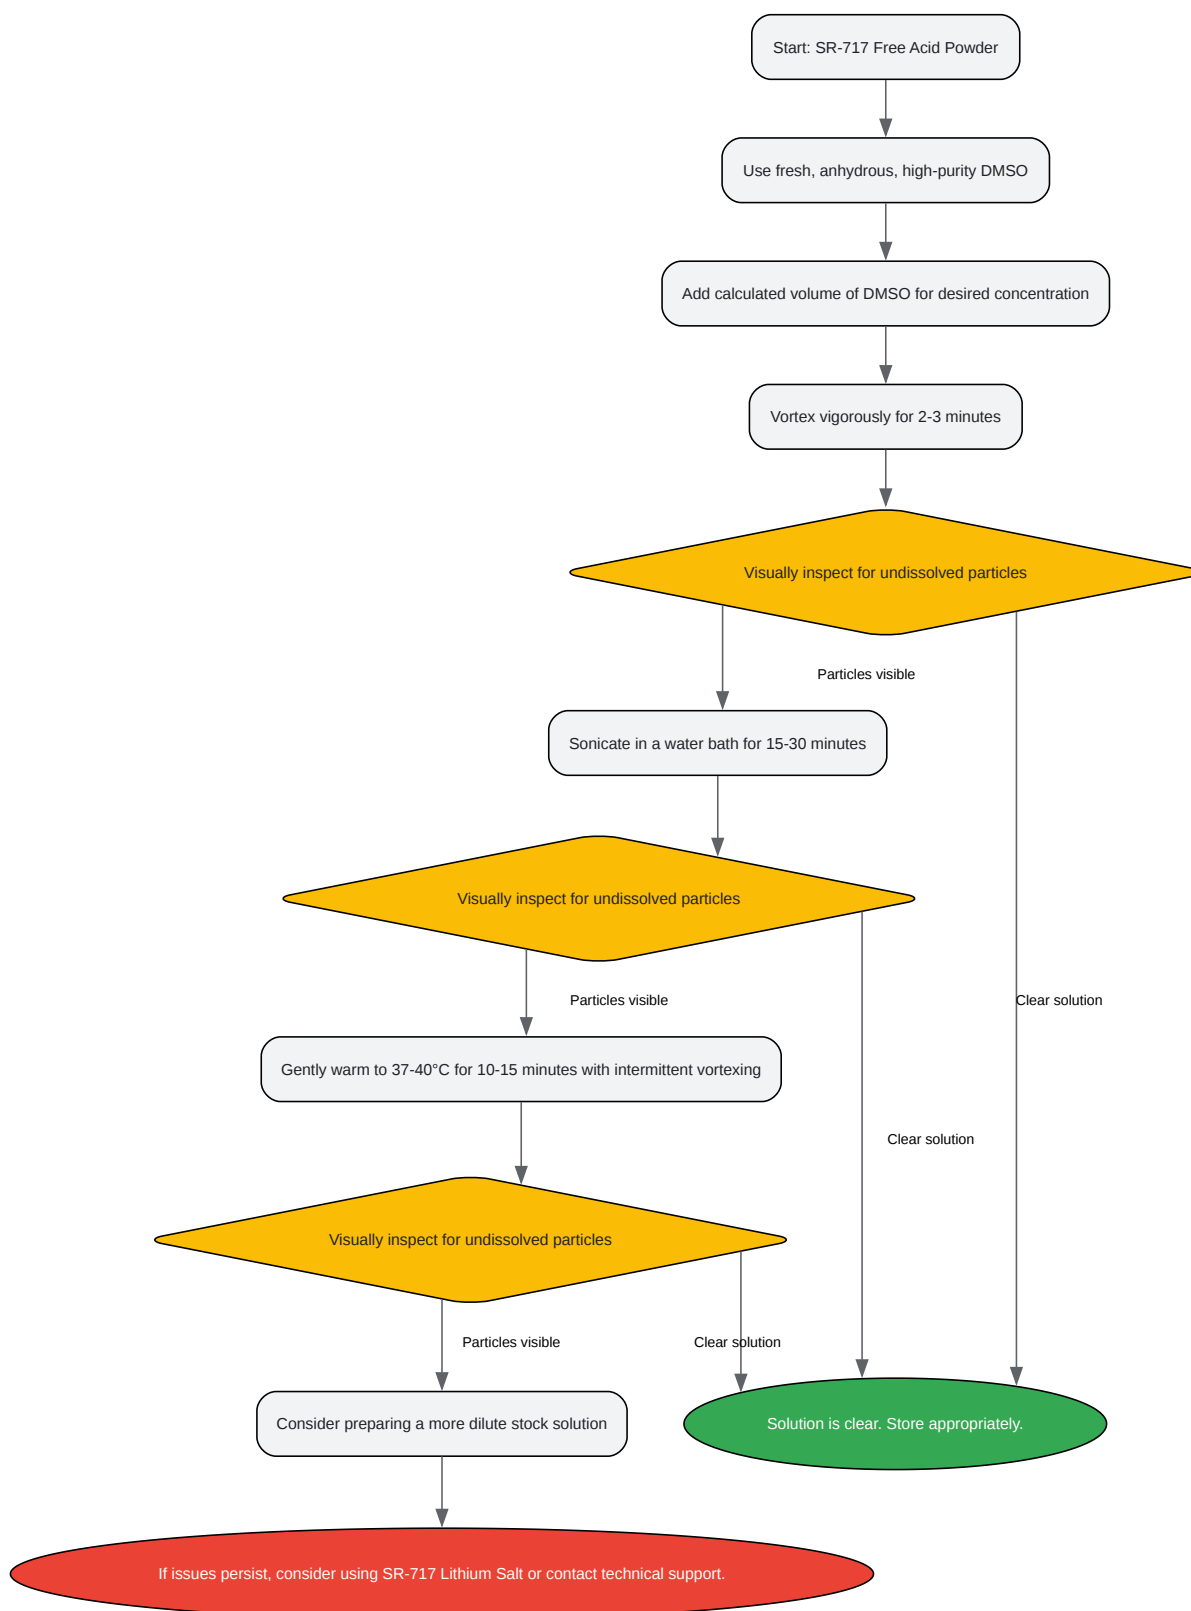 Start: SR-717 Free Acid Powder
Use fresh, anhydrous, high-purity DMSO
Add calculated volume of DMSO for desired concentration
Vortex vigorously for 2-3 minutes
Visually inspect for undissolved particles
Particles visible
Sonicate in a water bath for 15-30 minutes
Visually inspect for undissolved particles
Particles visible
Clear solution
Gently warm to 37-40°C for 10-15 minutes with intermittent vortexing
Clear solution
Visually inspect for undissolved particles
Particles visible
Clear solution
Consider preparing a more dilute stock solution
Solution is clear. Store appropriately.
If issues persist, consider using SR-717 Lithium Salt or contact technical support.